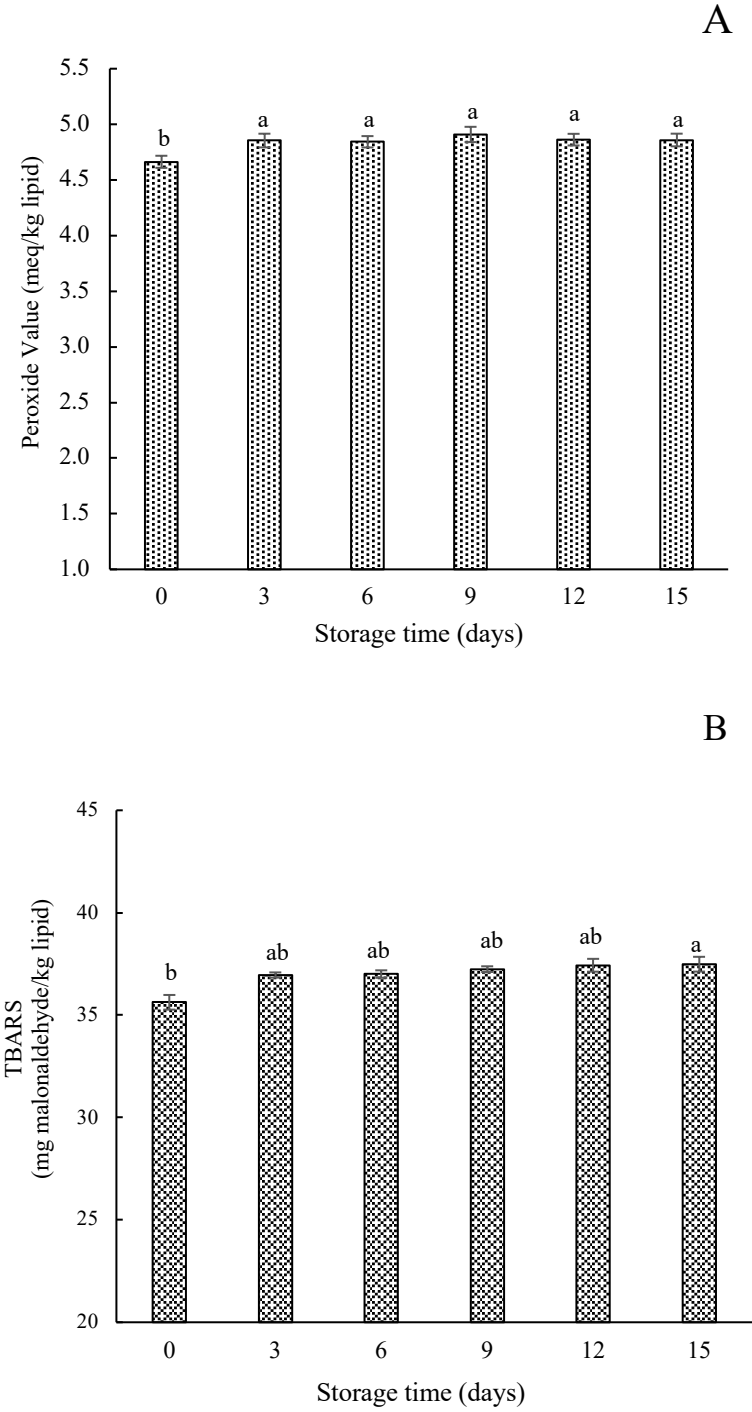 A
Peroxide Value (meq/kg lipid)
5.5
5.0
4.5
4.0
3.5
3.0
2.5
2.0
1.5
1.0
b
a
a
a
a
a
0
3
6
9
12
15
Storage time (days)
B
TBARS
(mg malonaldehyde/kg lipid)
45
40
35
30
25
20
b
ab
ab
ab
ab
a
0
3
6
9
12
15
Storage time (days)